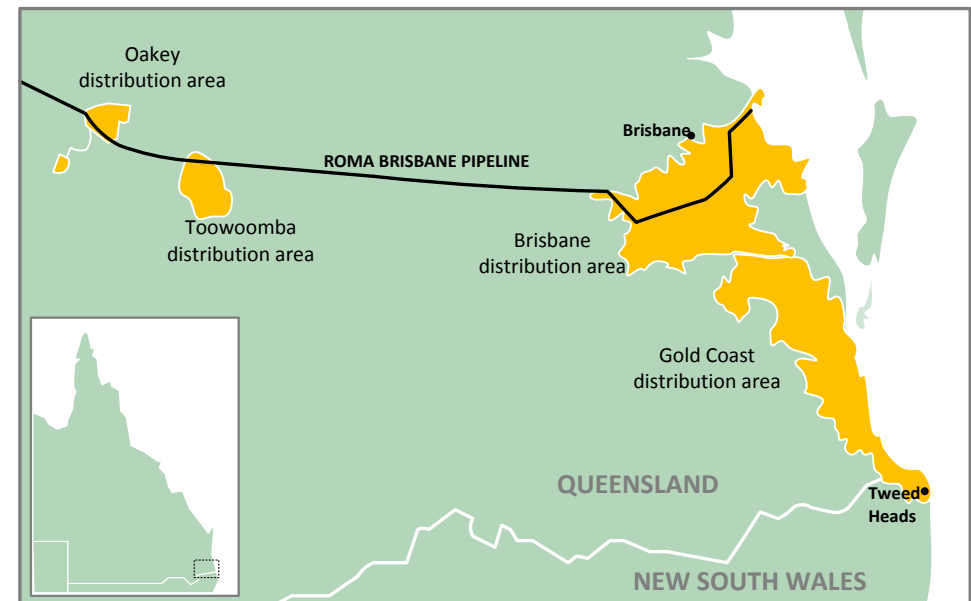 Oakey
distribution area
Brisbane
ROMA BRISBANE PIPELINE
Toowoomba
distribution area
Brisbane
distribution area
Gold Coast
distribution area
QUEENSLAND
Tweed
Heads
NEW SOUTH WALES